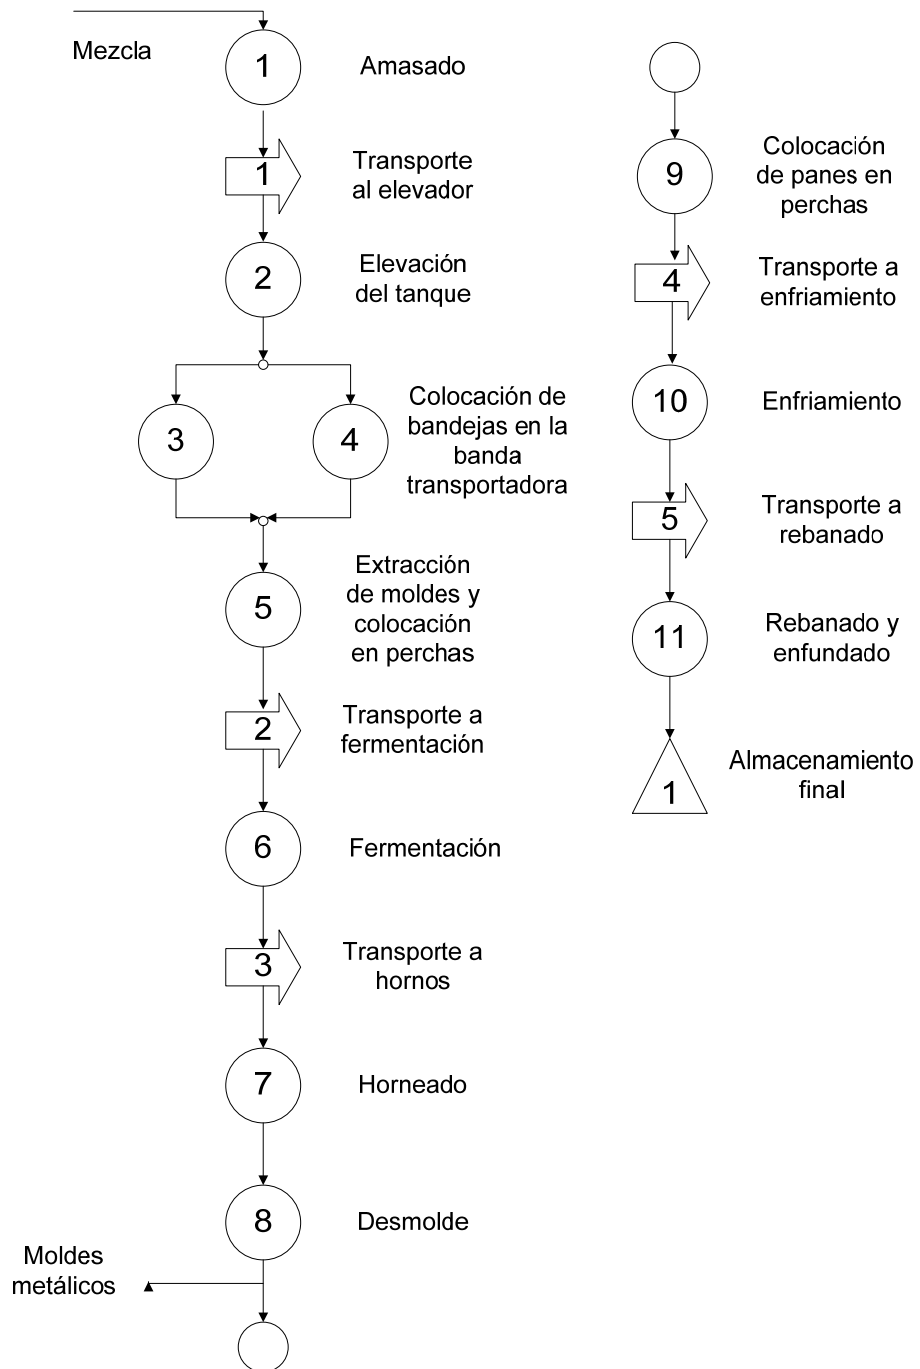 Mezcla
1
Amasado
1
Transporte
al elevador
2
Elevación
del tanque
3
4
Colocación de
bandejas en la
banda
transportadora
5
Extracción
de moldes y
colocación
en perchas
2
Transporte a
fermentación
6
Fermentación
3
Transporte a
hornos
7
Horneado
8
Desmolde
Moldes
metálicos
9
Colocación
de panes en
perchas
4
Transporte a
enfriamiento
10
Enfriamiento
5
Transporte a
rebanado
11
Rebanado y
enfundado
1
Almacenamiento
final